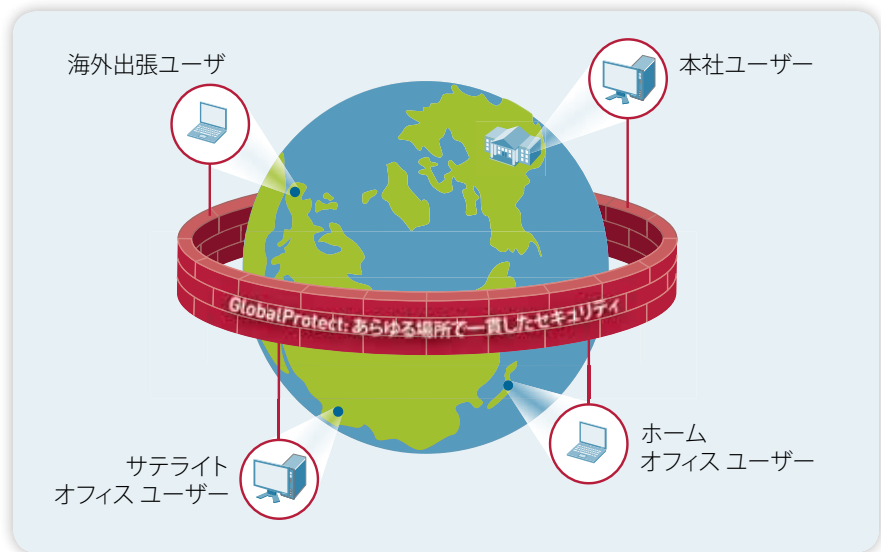 海外出張ユーザ
本社ユーザー
GlobalProtect: あらゆる場所で一貫したセキュリティ
サテライト
オフィス ユーザー
ホーム
オフィス ユーザー